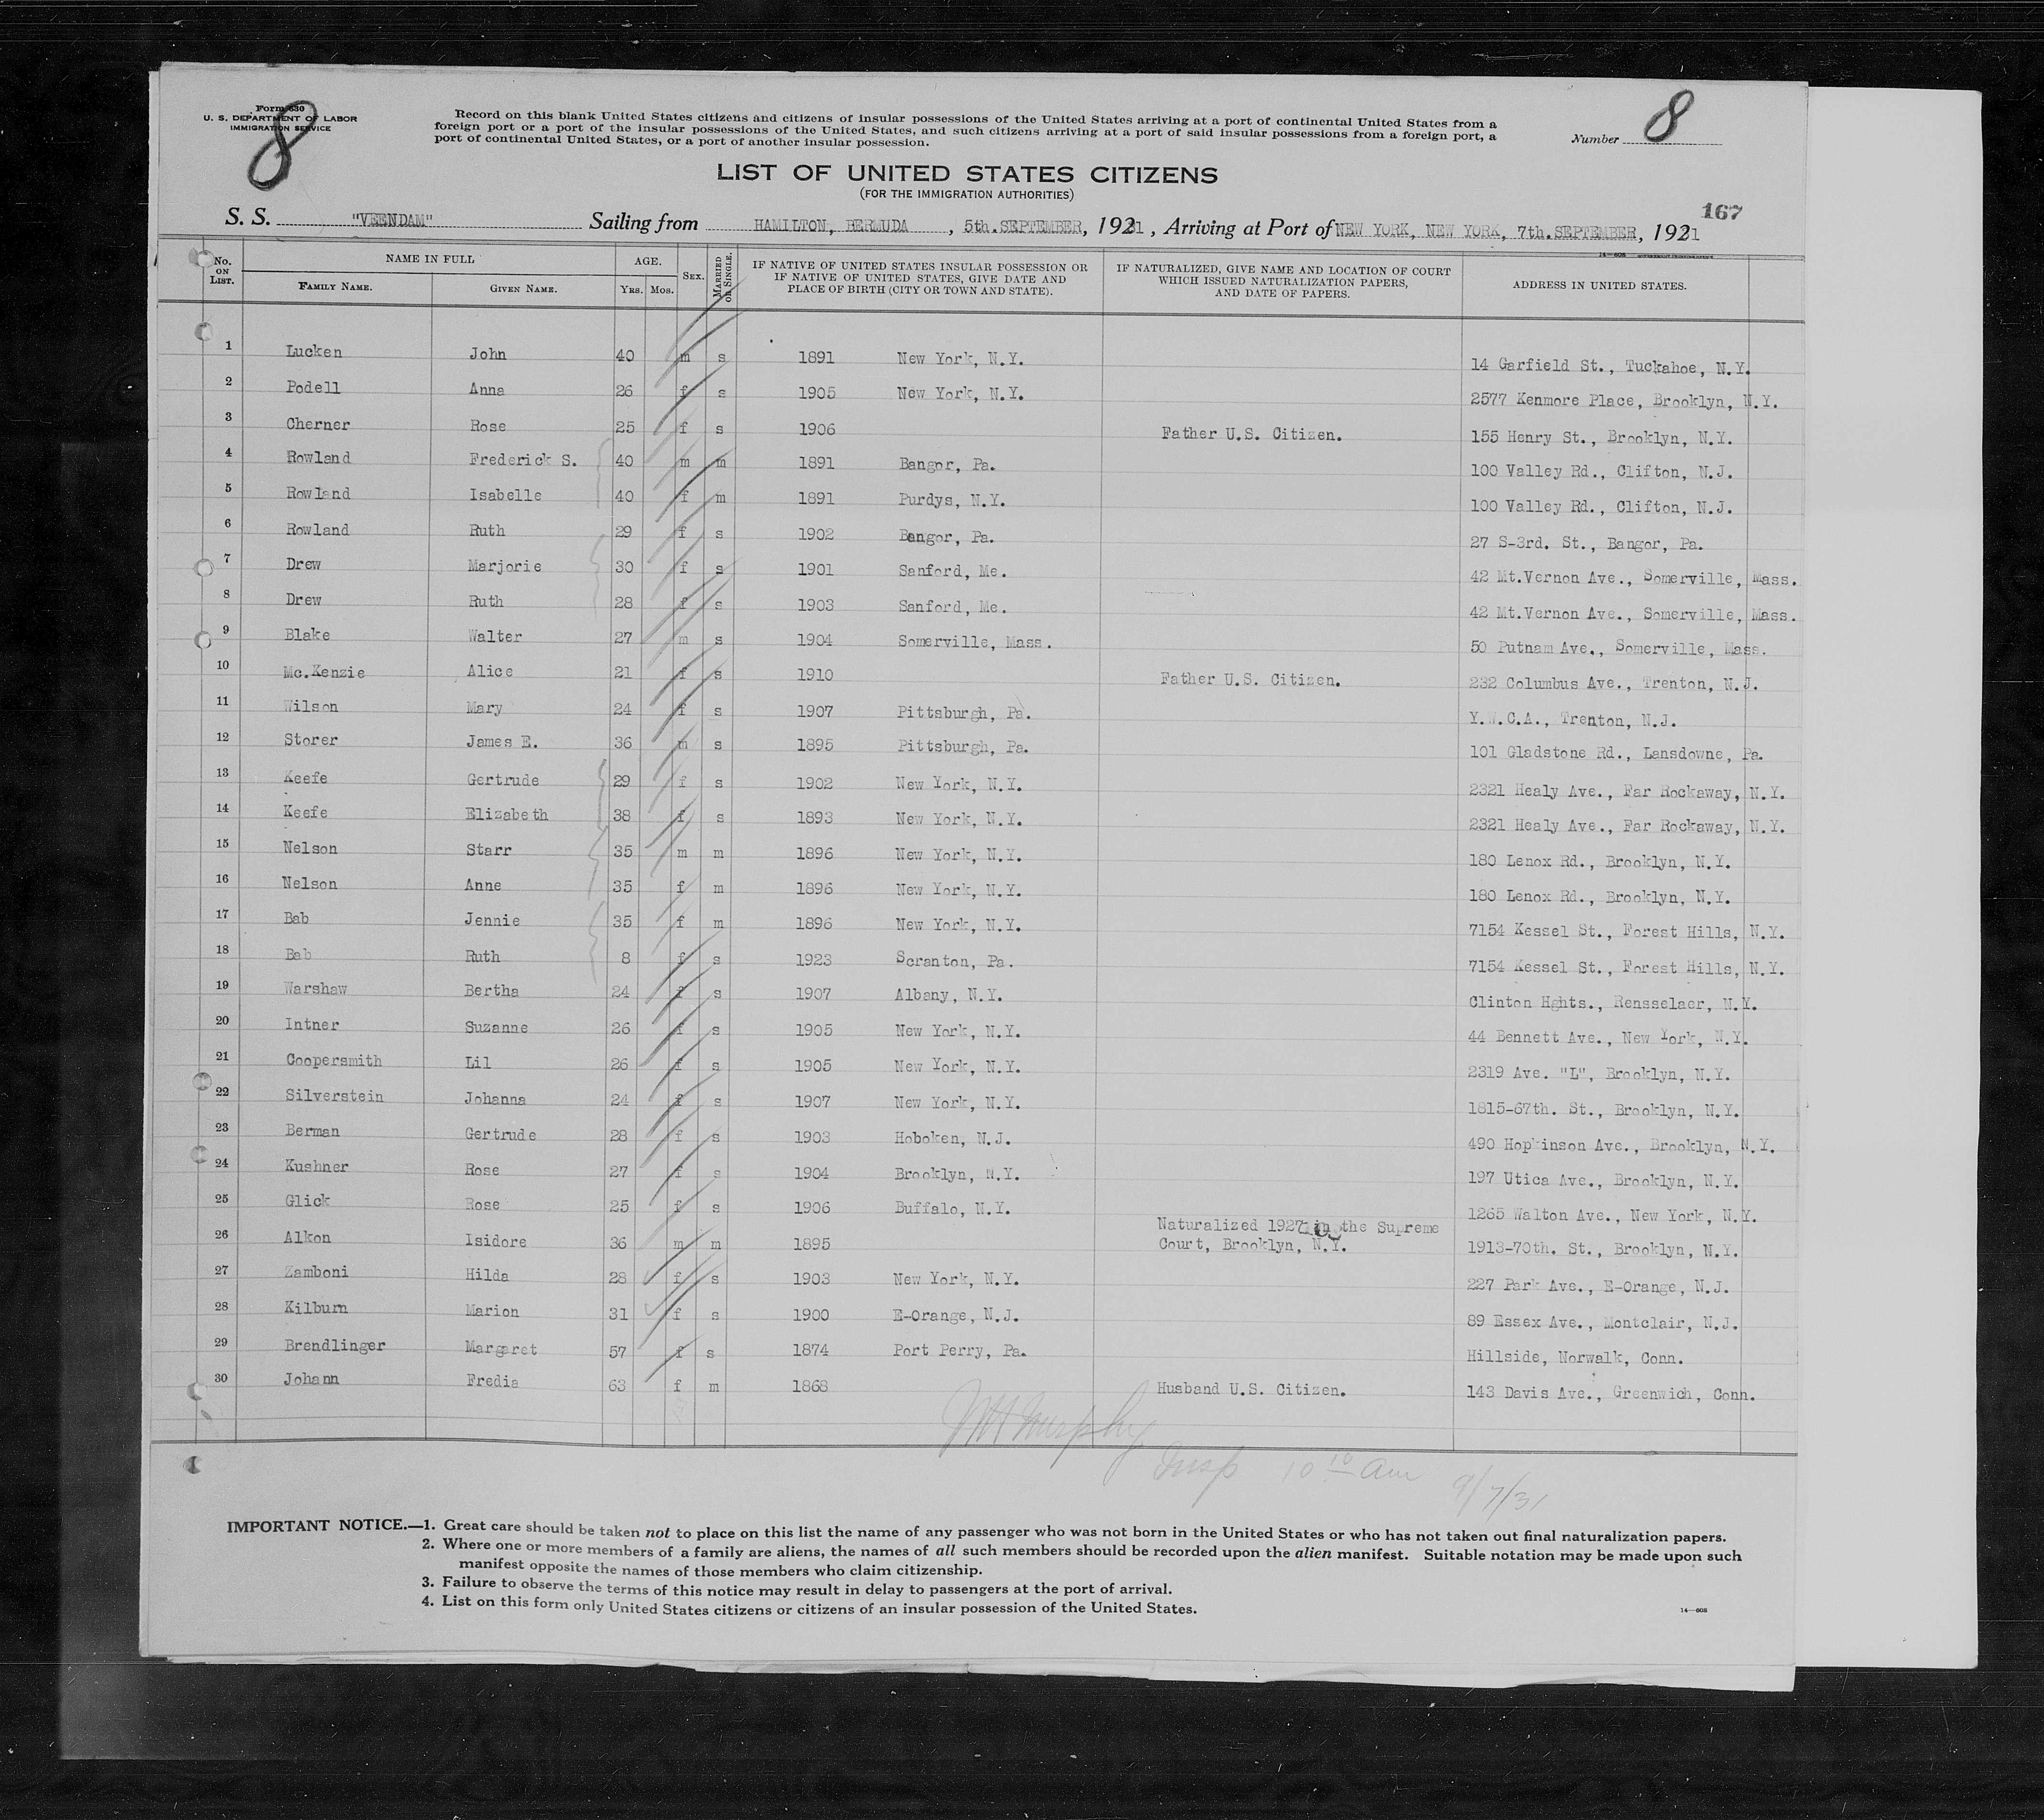 Form 630
U. S. DEPARTMENT OF LABOR
IMMIGRATION SERVICE
8
Record on this blank United States citizens and citizens of insular possessions of the United States arriving at a port of continental United States from a
foreign port or a port of the insular possessions of the United States, and such citizens arriving at a port of said insular possessions from a foreign port, a
port of continental United States, or a port of another insular possession.
Number 8
LIST OF UNITED STATES CITIZENS
(FOR THE IMMIGRATION AUTHORITIES)
167
S. S. "VEENDAM" Sailing from HAMILTON, BERMUDA, 5th. SEPTEMBER, 1931, Arriving at Port of NEW YORK, NEW YORK, 7th. SEPTEMBER, 1931
14—608
No. ON LIST. NAME IN FULL AGE. SEX. MARRIED OR SINGLE. IF NATIVE OF UNITED STATES INSULAR POSSESSION OR IF NATIVE OF UNITED STATES, GIVE DATE AND PLACE OF BIRTH (CITY OR TOWN AND STATE). IF NATURALIZED, GIVE NAME AND LOCATION OF COURT WHICH ISSUED NATURALIZATION PAPERS, AND DATE OF PAPERS. ADDRESS IN UNITED STATES.
FAMILY NAME. GIVEN NAME. YRS. MOS.
1 Lucken John 40 m s 1891 New York, N.Y. 14 Garfield St., Tuckahoe, N.Y.
2 Podell Anna 26 f s 1905 New York, N.Y. 2577 Kenmore Place, Brooklyn, N.Y.
3 Cherner Rose 25 f s 1906 Father U.S. Citizen. 155 Henry St., Brooklyn, N.Y.
4 Rowland Frederick S. 40 m m 1891 Bangor, Pa. 100 Valley Rd., Clifton, N.J.
5 Rowland Isabelle 40 f m 1891 Purdys, N.Y. 100 Valley Rd., Clifton, N.J.
6 Rowland Ruth 29 f s 1902 Bangor, Pa. 27 S-3rd. St., Bangor, Pa.
7 Drew Marjorie 30 f s 1901 Sanford, Me. 42 Mt.Vernon Ave., Somerville, Mass.
8 Drew Ruth 28 f s 1903 Sanford, Me. 42 Mt.Vernon Ave., Somerville, Mass.
9 Blake Walter 27 m s 1904 Somerville, Mass. 50 Putnam Ave., Somerville, Mass.
10 Mc.Kenzie Alice 21 f s 1910 Father U.S. Citizen. 232 Columbus Ave., Trenton, N.J.
11 Wilson Mary 24 f s 1907 Pittsburgh, Pa. Y.W.C.A., Trenton, N.J.
12 Storer James E. 36 m s 1895 Pittsburgh, Pa. 101 Gladstone Rd., Lansdowne, Pa.
13 Keefe Gertrude 29 f s 1902 New York, N.Y. 2321 Healy Ave., Far Rockaway, N.Y.
14 Keefe Elizabeth 38 f s 1893 New York, N.Y. 2321 Healy Ave., Far Rockaway, N.Y.
15 Nelson Starr 35 m m 1896 New York, N.Y. 180 Lenox Rd., Brooklyn, N.Y.
16 Nelson Anne 35 f m 1896 New York, N.Y. 180 Lenox Rd., Brooklyn, N.Y.
17 Bab Jennie 35 f m 1896 New York, N.Y. 7154 Kessel St., Forest Hills, N.Y.
18 Bab Ruth 8 f s 1923 Scranton, Pa. 7154 Kessel St., Forest Hills, N.Y.
19 Warshaw Bertha 24 f s 1907 Albany, N.Y. Clinton Hghts., Rensselaer, N.Y.
20 Intner Suzanne 26 f s 1905 New York, N.Y. 44 Bennett Ave., New York, N.Y.
21 Coopersmith Lil 26 f s 1905 New York, N.Y. 2319 Ave. "L", Brooklyn, N.Y.
22 Silverstein Johanna 24 f s 1907 New York, N.Y. 1815-67th. St., Brooklyn, N.Y.
23 Berman Gertrude 28 f s 1903 Hoboken, N.J. 490 Hopkinson Ave., Brooklyn, N.Y.
24 Kushner Rose 27 f s 1904 Brooklyn, N.Y. 197 Utica Ave., Brooklyn, N.Y.
25 Glick Rose 25 f s 1906 Buffalo, N.Y. 1265 Walton Ave., New York, N.Y.
26 Alkon Isidore 36 m m 1895 Naturalized 1927 in the Supreme Court, Brooklyn, N.Y. 1913-70th. St., Brooklyn, N.Y.
27 Zamboni Hilda 28 f s 1903 New York, N.Y. 227 Park Ave., E-Orange, N.J.
28 Kilburn Marion 31 f s 1900 E-Orange, N.J. 89 Essex Ave., Montclair, N.J.
29 Brendlinger Margaret 57 f s 1874 Port Perry, Pa. Hillside, Norwalk, Conn.
30 Johann Fredia 63 f m 1868 Husband U.S. Citizen. 143 Davis Ave., Greenwich, Conn.
Murphy
Insp 10 10 am 9/7/31
IMPORTANT NOTICE.—1. Great care should be taken not to place on this list the name of any passenger who was not born in the United States or who has not taken out final naturalization papers.
2. Where one or more members of a family are aliens, the names of all such members should be recorded upon the alien manifest. Suitable notation may be made upon such
manifest opposite the names of those members who claim citizenship.
3. Failure to observe the terms of this notice may result in delay to passengers at the port of arrival.
4. List on this form only United States citizens or citizens of an insular possession of the United States.
14—608